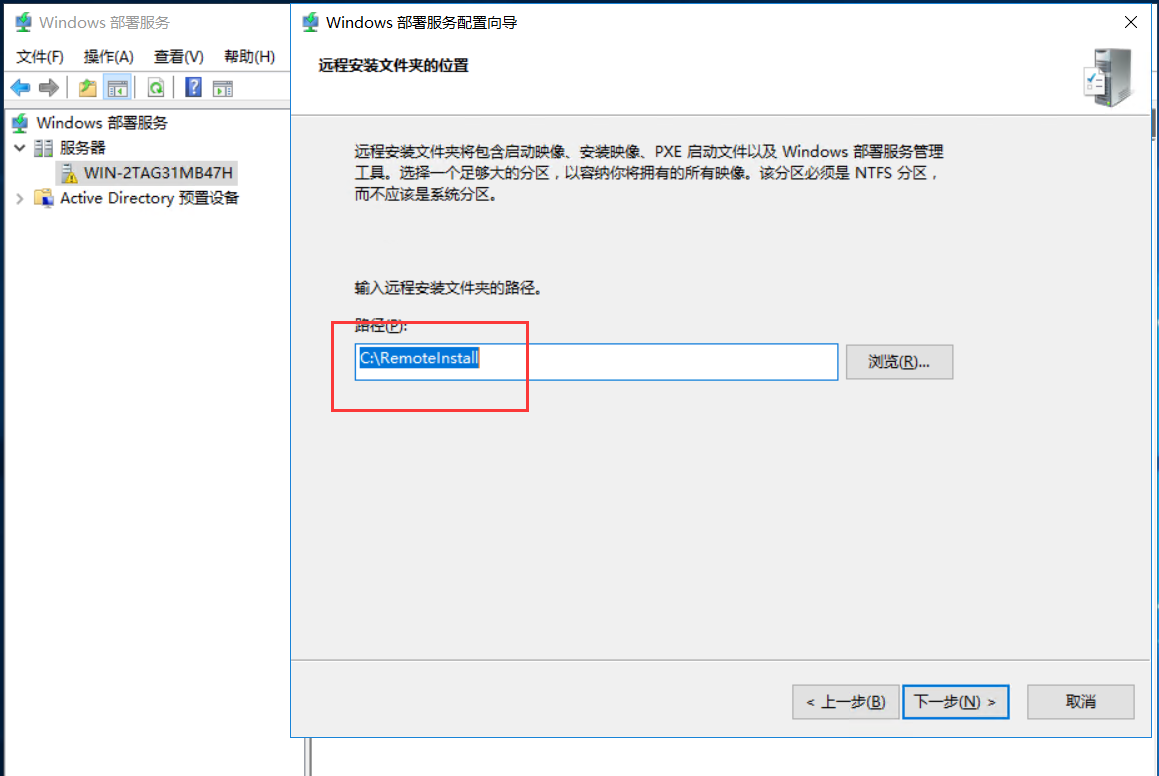 Windows 部署服务
文件(F) 操作(A) 查看(V) 帮助(H)
Windows 部署服务
服务器
WIN-2TAG31MB47H
Active Directory 预置设备
Windows 部署服务配置向导
远程安装文件夹的位置
远程安装文件夹将包含启动映像、安装映像、PXE 启动文件以及 Windows 部署服务管理
工具。选择一个足够大的分区，以容纳你将拥有的所有映像。该分区必须是 NTFS 分区，
而不应该是系统分区。
输入远程安装文件夹的路径。
路径(P):
C:\RemoteInstall
浏览(R)...
< 上一步(B)
下一步(N) >
取消